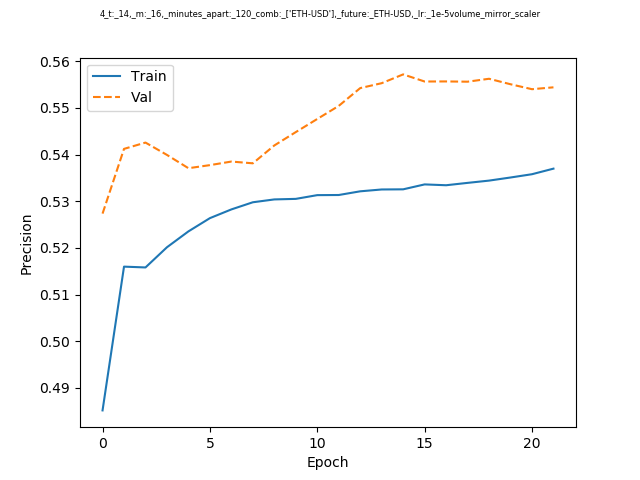 4_t:_14,_m:_16,_minutes_apart:_120_comb:_['ETH-USD'],_future:_ETH-USD,_lr:_1e-5volume_mirror_scaler
Train
Val
0.56
0.55
0.54
0.53
0.52
0.51
0.50
0.49
Precision
0
5
10
15
20
Epoch